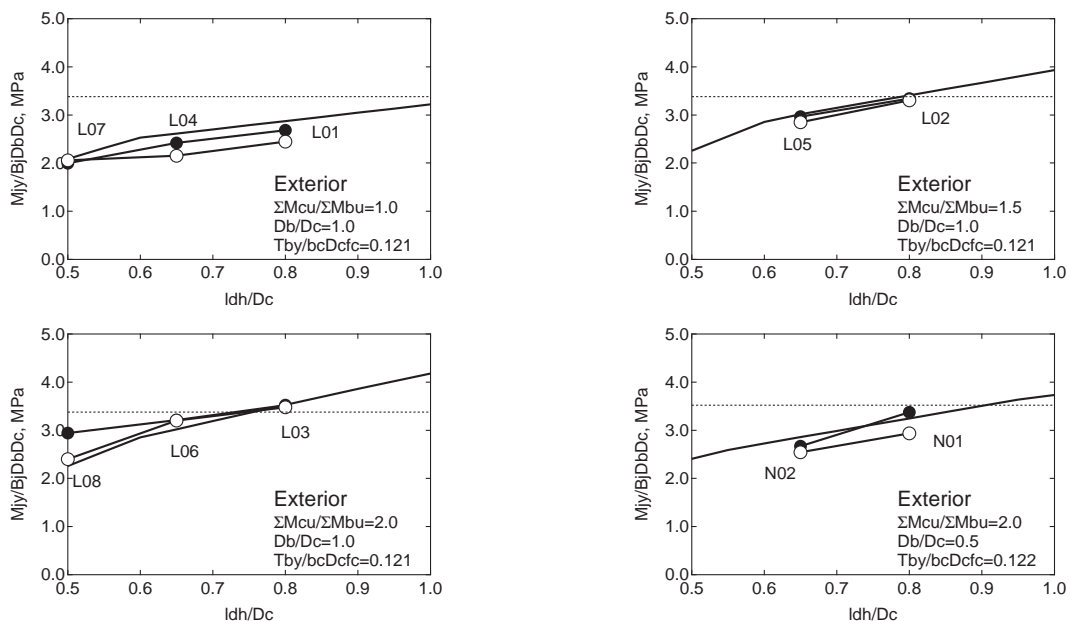 5.0
4.0
3.0
2.0
1.0
0.0
Mjy/BjDbDc, MPa
L07
L04
L01
Exterior
ΣMcu/ΣMbu=1.0
Db/Dc=1.0
Tby/bcDcfc=0.121
0.5 0.6 0.7 0.8 0.9 1.0
ldh/Dc
5.0
4.0
3.0
2.0
1.0
0.0
Mjy/BjDbDc, MPa
L05
L02
Exterior
ΣMcu/ΣMbu=1.5
Db/Dc=1.0
Tby/bcDcfc=0.121
0.5 0.6 0.7 0.8 0.9 1.0
ldh/Dc
5.0
4.0
3.0
2.0
1.0
0.0
Mjy/BjDbDc, MPa
L08
L06
L03
Exterior
ΣMcu/ΣMbu=2.0
Db/Dc=1.0
Tby/bcDcfc=0.121
0.5 0.6 0.7 0.8 0.9 1.0
ldh/Dc
5.0
4.0
3.0
2.0
1.0
0.0
Mjy/BjDbDc, MPa
N02
N01
Exterior
ΣMcu/ΣMbu=2.0
Db/Dc=0.5
Tby/bcDcfc=0.122
0.5 0.6 0.7 0.8 0.9 1.0
ldh/Dc